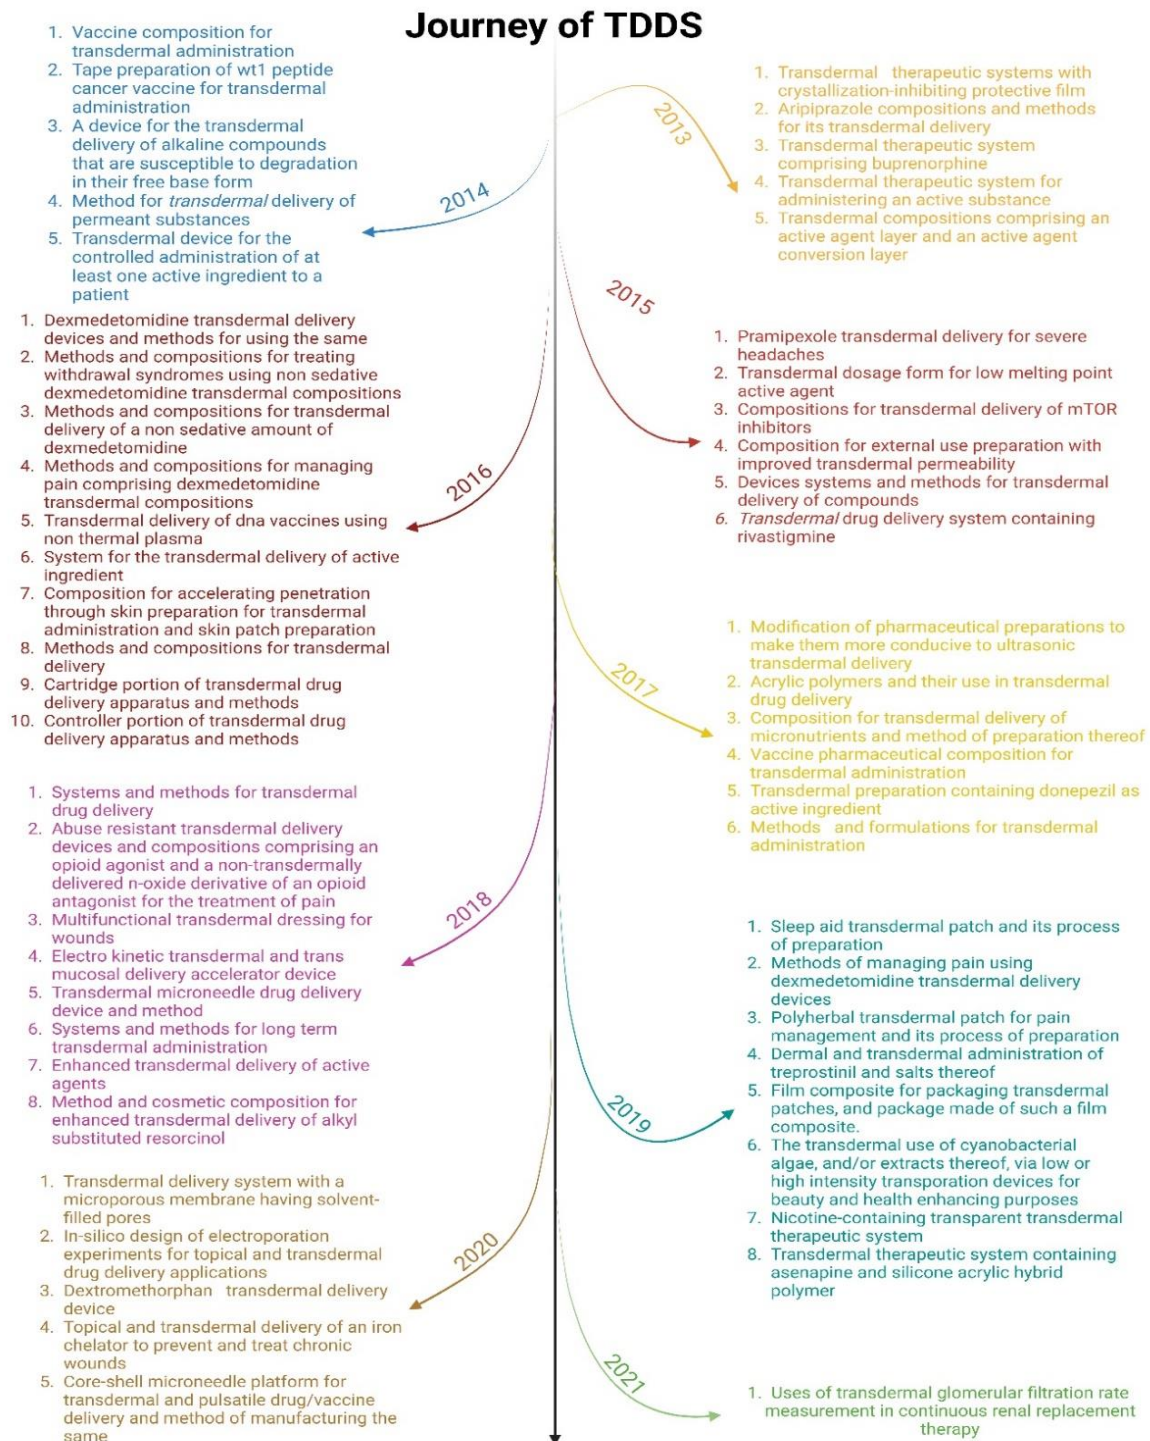 Journey of TDDS
1. Vaccine composition for
transdermal administration
2. Tape preparation of wt1 peptide
cancer vaccine for transdermal
administration
3. A device for the transdermal
delivery of alkaline compounds
that are susceptible to degradation
in their free base form
4. Method for transdermal delivery of
permeant substances
5. Transdermal device for the
controlled administration of at
least one active ingredient to a
patient
2014
2013
1. Transdermal therapeutic systems with
crystallization-inhibiting protective film
2. Aripiprazole compositions and methods
for its transdermal delivery
3. Transdermal therapeutic system
comprising buprenorphine
4. Transdermal therapeutic system for
administering an active substance
5. Transdermal compositions comprising an
active agent layer and an active agent
conversion layer
1. Dexmedetomidine transdermal delivery
devices and methods for using the same
2. Methods and compositions for treating
withdrawal syndromes using non sedative
dexmedetomidine transdermal compositions
3. Methods and compositions for transdermal
delivery of a non sedative amount of
dexmedetomidine
4. Methods and compositions for managing
pain comprising dexmedetomidine
transdermal compositions
5. Transdermal delivery of dna vaccines using
non thermal plasma
6. System for the transdermal delivery of active
ingredient
7. Composition for accelerating penetration
through skin preparation for transdermal
administration and skin patch preparation
8. Methods and compositions for transdermal
delivery
9. Cartridge portion of transdermal drug
delivery apparatus and methods
10. Controller portion of transdermal drug
delivery apparatus and methods
2016
2015
1. Pramipexole transdermal delivery for severe
headaches
2. Transdermal dosage form for low melting point
active agent
3. Compositions for transdermal delivery of mTOR
inhibitors
4. Composition for external use preparation with
improved transdermal permeability
5. Devices systems and methods for transdermal
delivery of compounds
6. Transdermal drug delivery system containing
rivastigmine
2017
1. Modification of pharmaceutical preparations to
make them more conducive to ultrasonic
transdermal delivery
2. Acrylic polymers and their use in transdermal
drug delivery
3. Composition for transdermal delivery of
micronutrients and method of preparation thereof
4. Vaccine pharmaceutical composition for
transdermal administration
5. Transdermal preparation containing donepezil as
active ingredient
6. Methods and formulations for transdermal
administration
1. Systems and methods for transdermal
drug delivery
2. Abuse resistant transdermal delivery
devices and compositions comprising an
opioid agonist and a non-transdermally
delivered n-oxide derivative of an opioid
antagonist for the treatment of pain
3. Multifunctional transdermal dressing for
wounds
4. Electro kinetic transdermal and trans
mucosal delivery accelerator device
5. Transdermal microneedle drug delivery
device and method
6. Systems and methods for long term
transdermal administration
7. Enhanced transdermal delivery of active
agents
8. Method and cosmetic composition for
enhanced transdermal delivery of alkyl
substituted resorcinol
2018
2019
1. Sleep aid transdermal patch and its process
of preparation
2. Methods of managing pain using
dexmedetomidine transdermal delivery
devices
3. Polyherbal transdermal patch for pain
management and its process of preparation
4. Dermal and transdermal administration of
treprostinil and salts thereof
5. Film composite for packaging transdermal
patches, and package made of such a film
composite.
6. The transdermal use of cyanobacterial
algae, and/or extracts thereof, via low or
high intensity transporation devices for
beauty and health enhancing purposes
7. Nicotine-containing transparent transdermal
therapeutic system
8. Transdermal therapeutic system containing
asenapine and silicone acrylic hybrid
polymer
1. Transdermal delivery system with a
microporous membrane having solvent-
filled pores
2. In-silico design of electroporation
experiments for topical and transdermal
drug delivery applications
3. Dextromethorphan transdermal delivery
device
4. Topical and transdermal delivery of an iron
chelator to prevent and treat chronic
wounds
5. Core-shell microneedle platform for
transdermal and pulsatile drug/vaccine
delivery and method of manufacturing the
same
2020
2021
1. Uses of transdermal glomerular filtration rate
measurement in continuous renal replacement
therapy